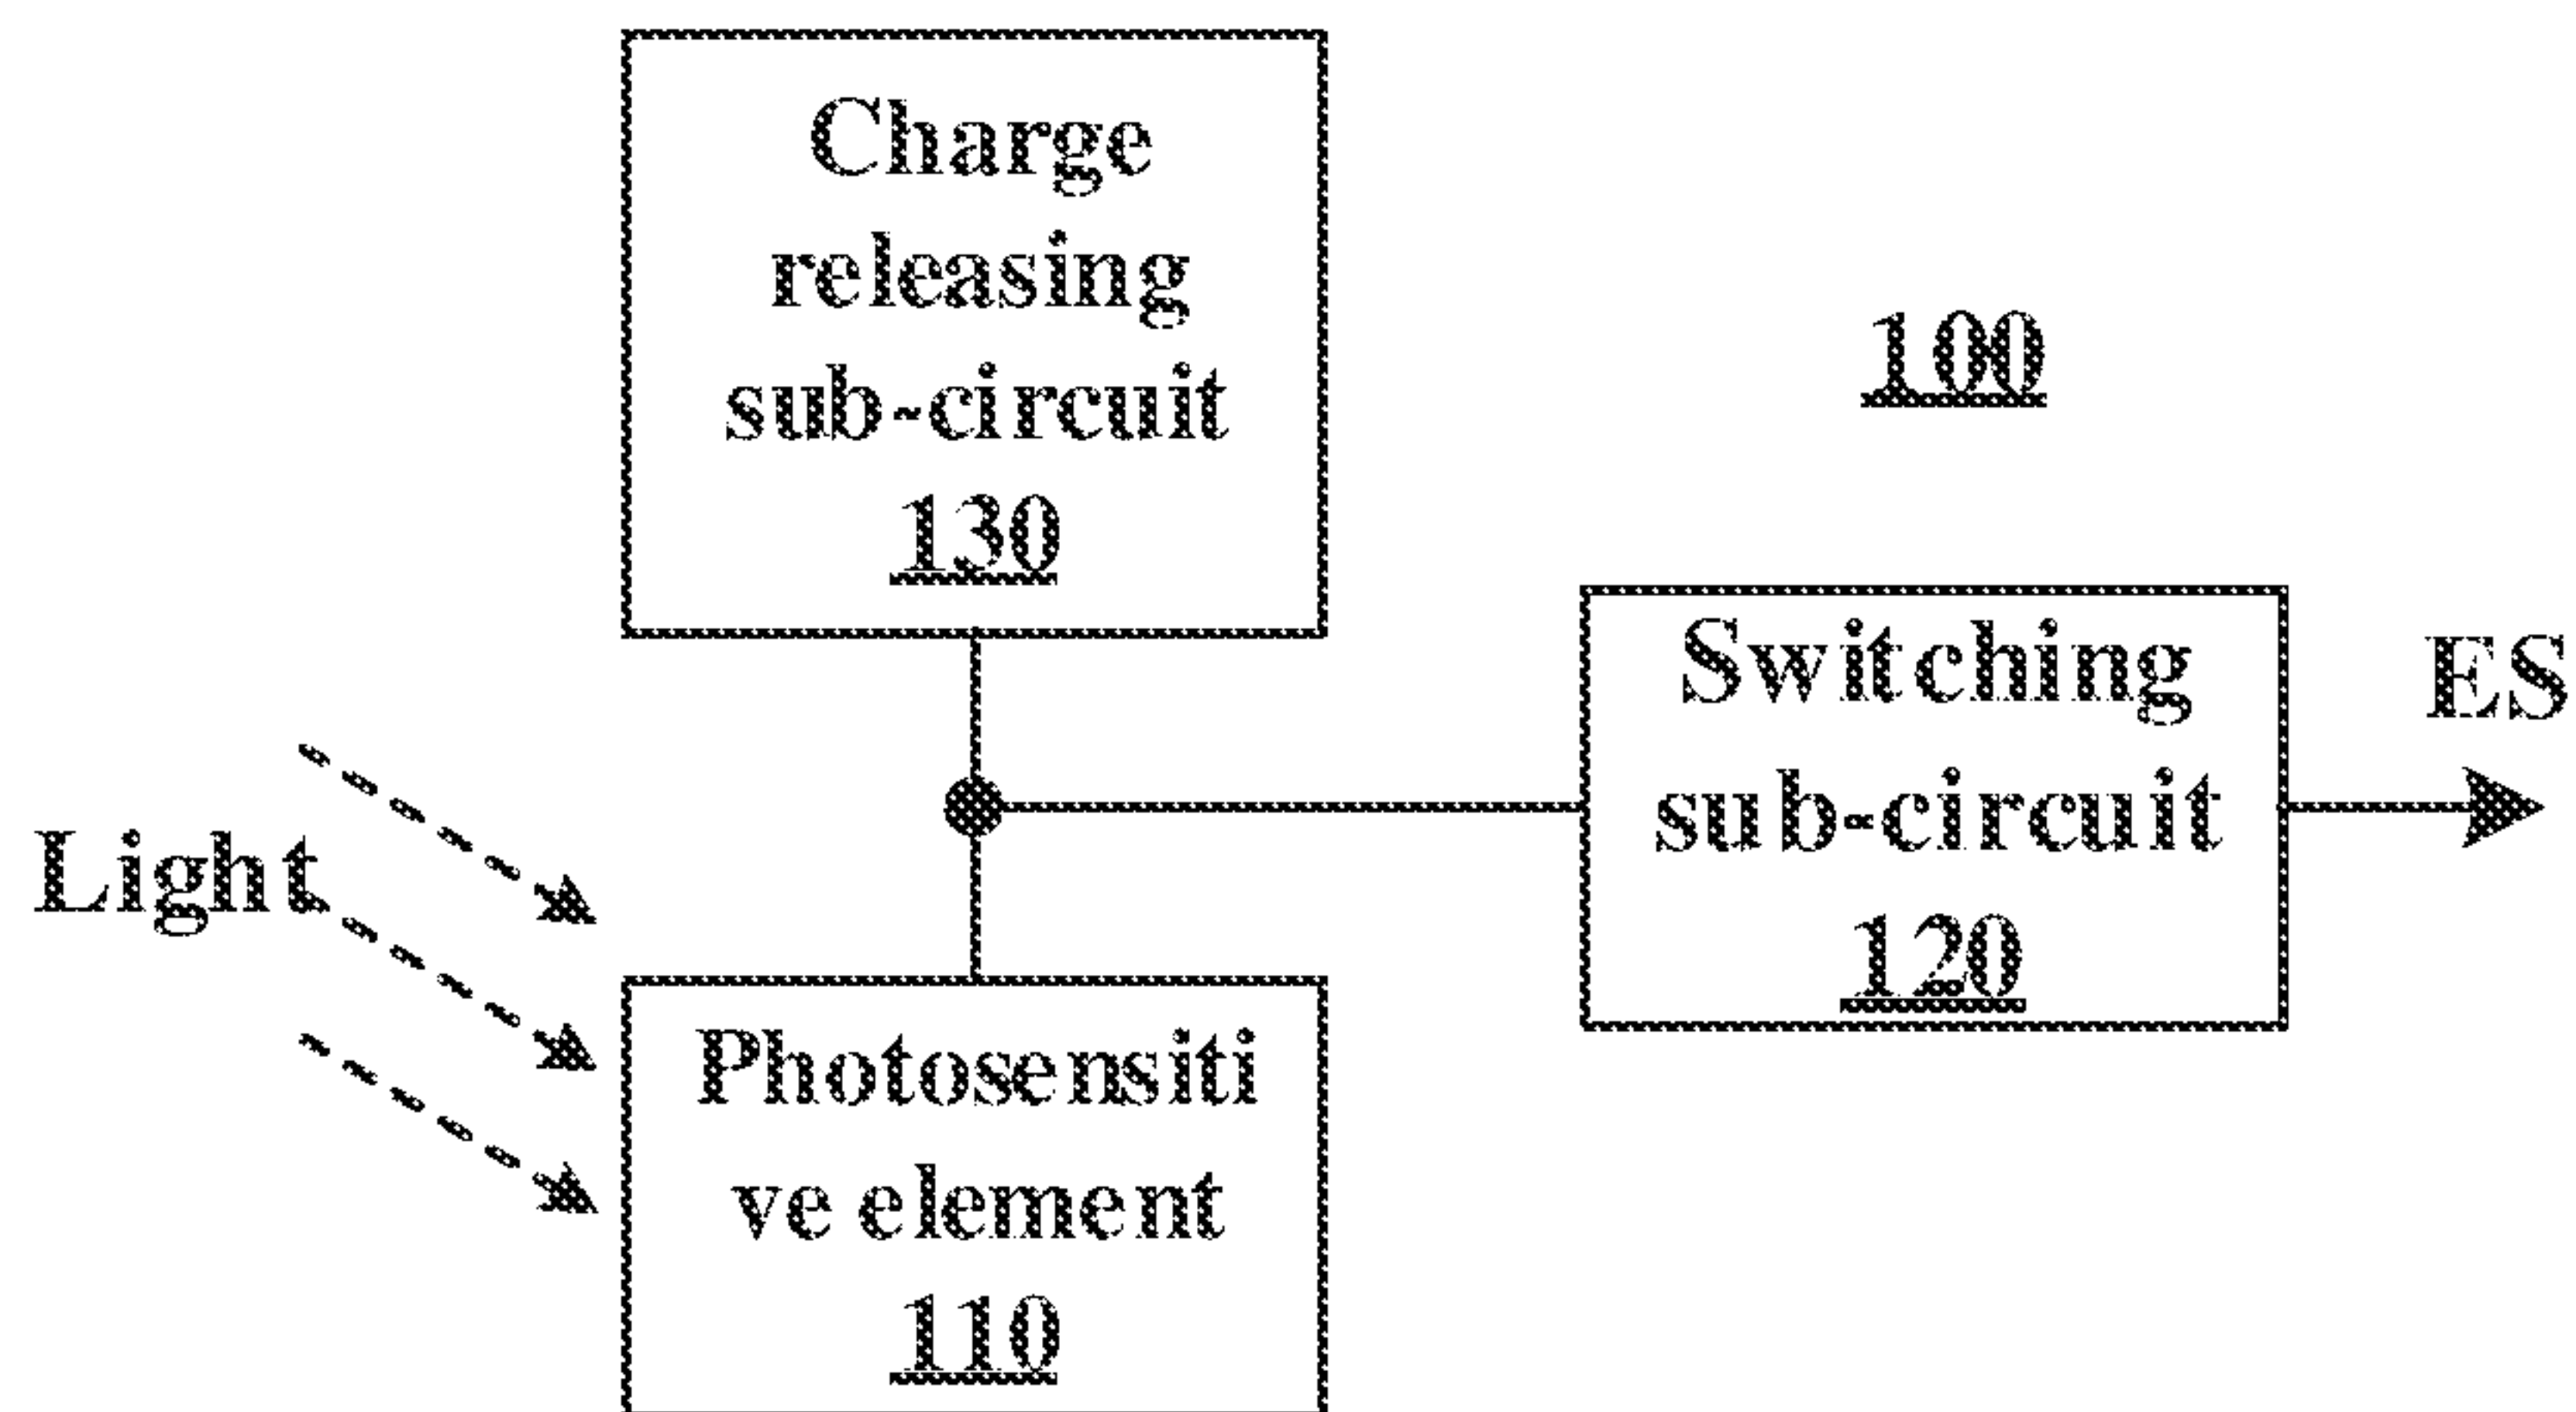 Charge
releasing
sub-circuit
130
100
Switching
sub-circuit
120
ES
Light
Photosensiti
ve element
110